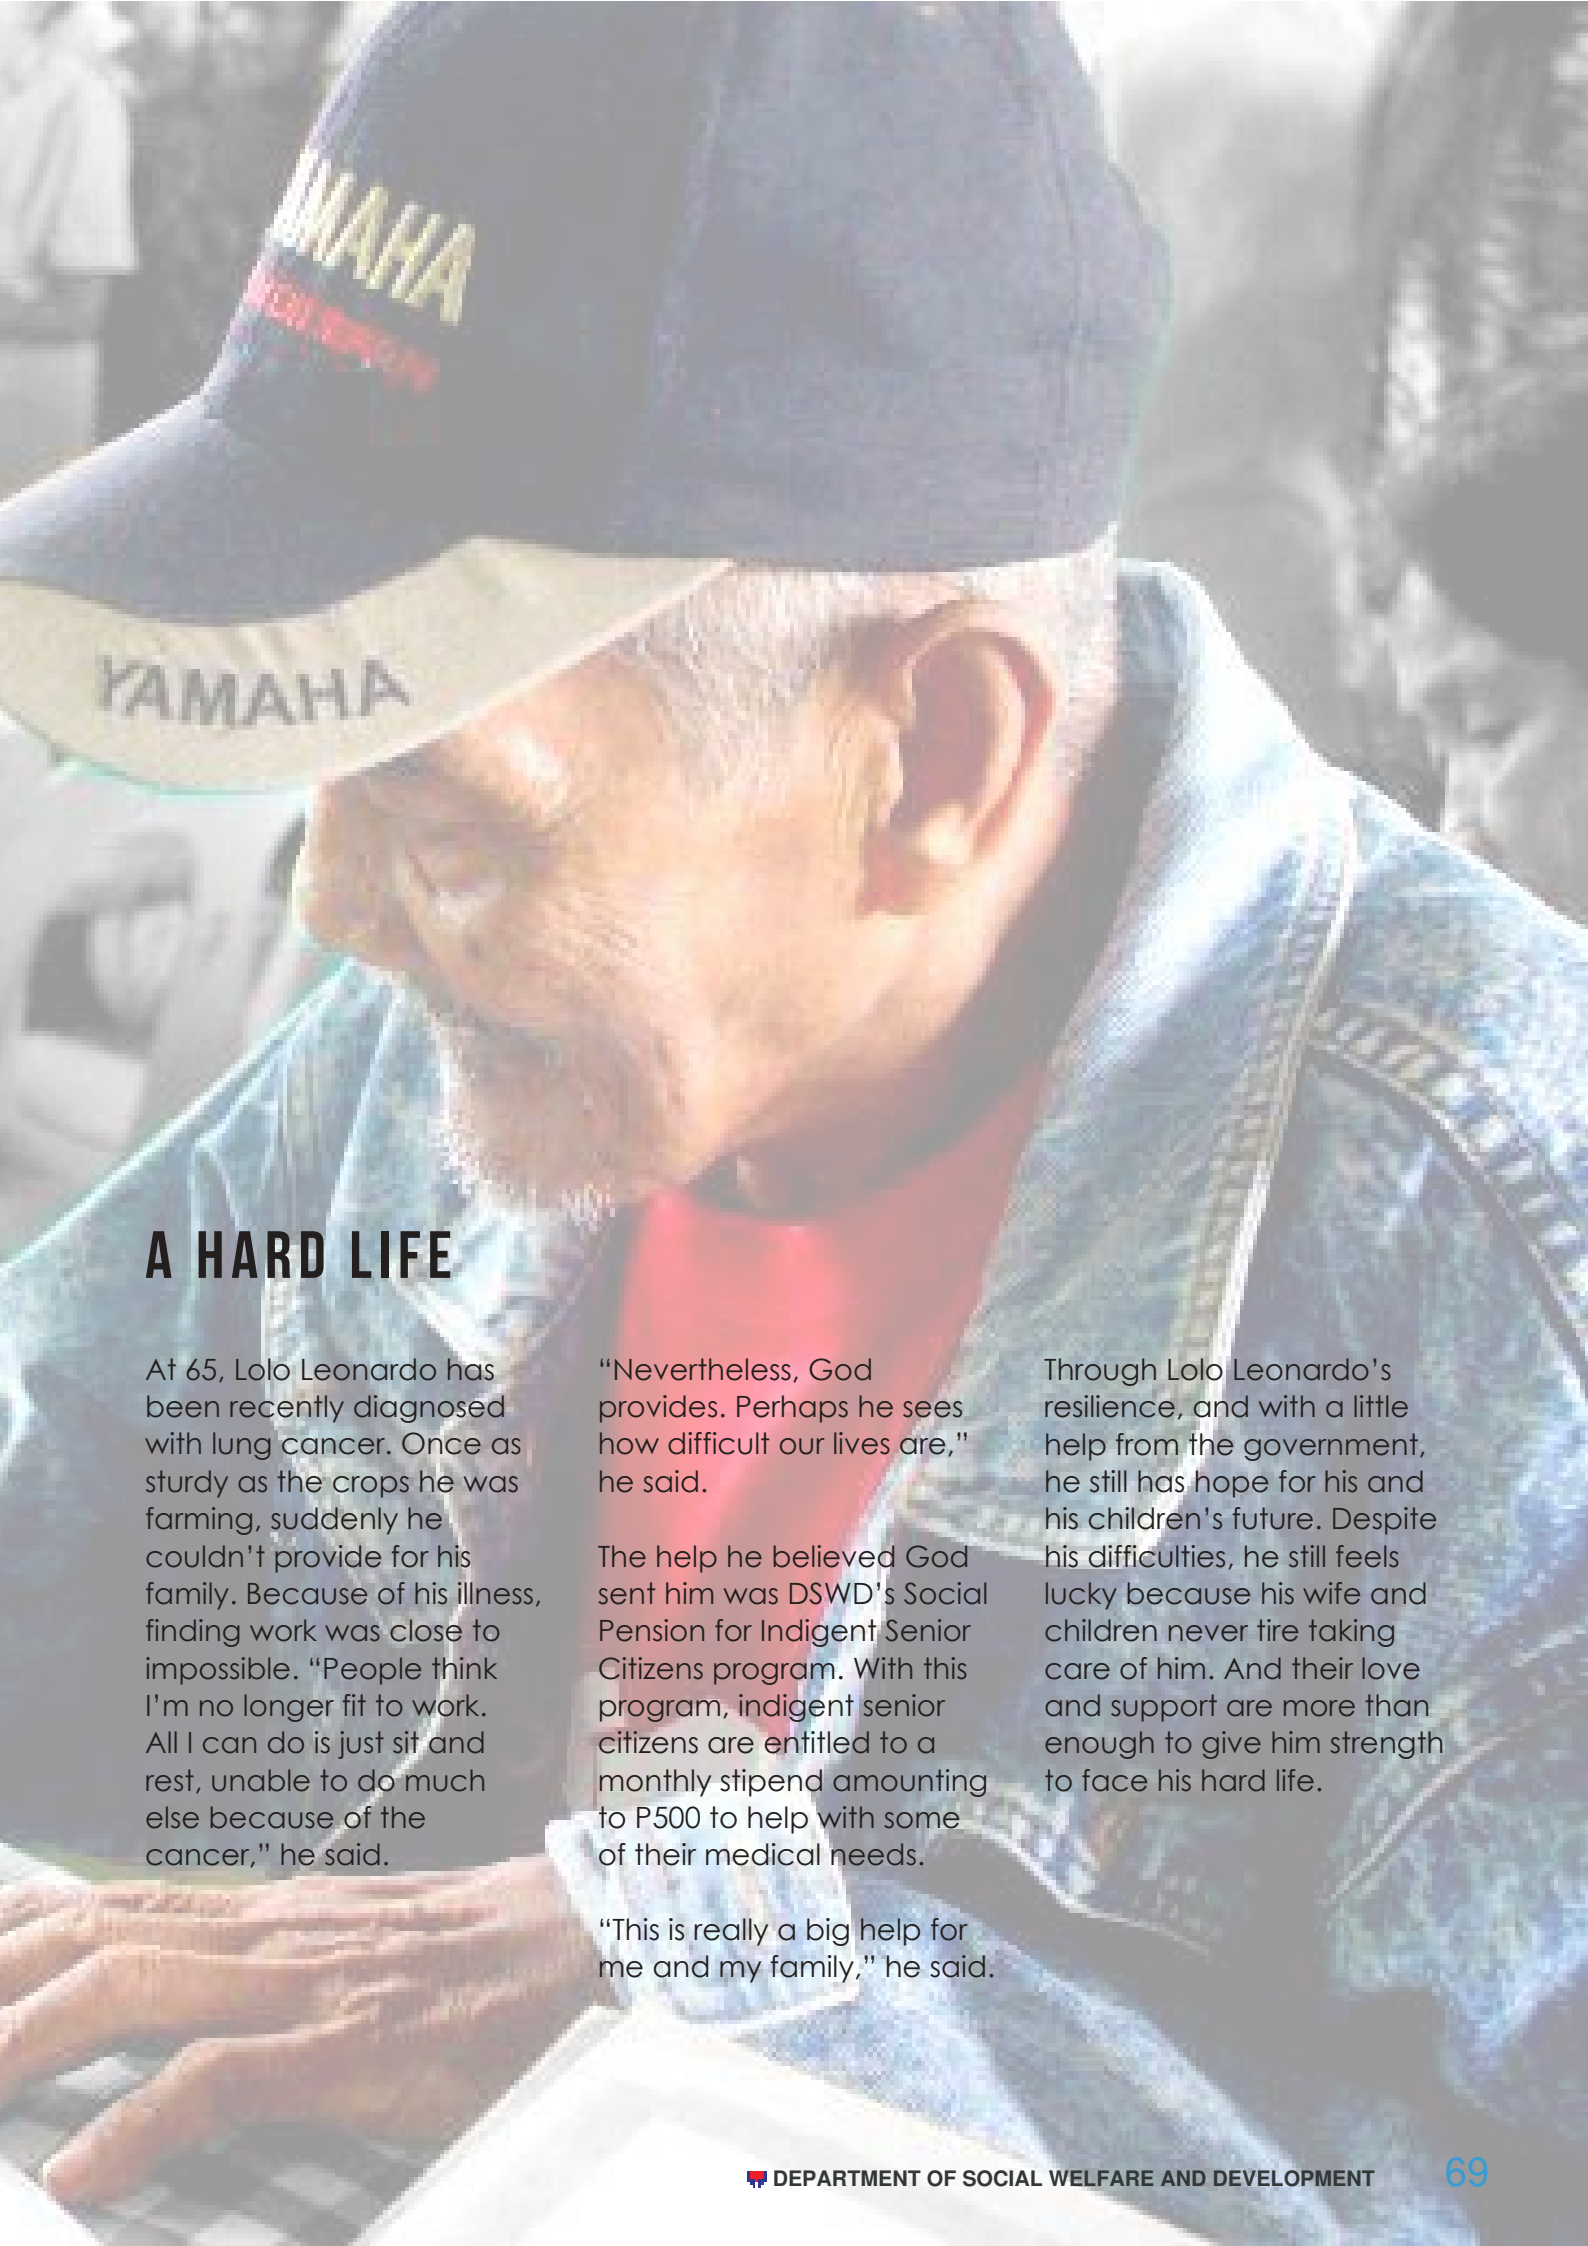 MAHA
YAMAHA
A HARD LIFE
At 65, Lolo Leonardo has
been recently diagnosed
with lung cancer. Once as
sturdy as the crops he was
farming, suddenly he
couldn’t provide for his
family. Because of his illness,
finding work was close to
impossible. “People think
I’m no longer fit to work.
All I can do is just sit and
rest, unable to do much
else because of the
cancer,” he said.
“Nevertheless, God
provides. Perhaps he sees
how difficult our lives are,”
he said.
The help he believed God
sent him was DSWD’s Social
Pension for Indigent Senior
Citizens program. With this
program, indigent senior
citizens are entitled to a
monthly stipend amounting
to P500 to help with some
of their medical needs.
“This is really a big help for
me and my family,” he said.
Through Lolo Leonardo’s
resilience, and with a little
help from the government,
he still has hope for his and
his children’s future. Despite
his difficulties, he still feels
lucky because his wife and
children never tire taking
care of him. And their love
and support are more than
enough to give him strength
to face his hard life.
DEPARTMENT OF SOCIAL WELFARE AND DEVELOPMENT 69